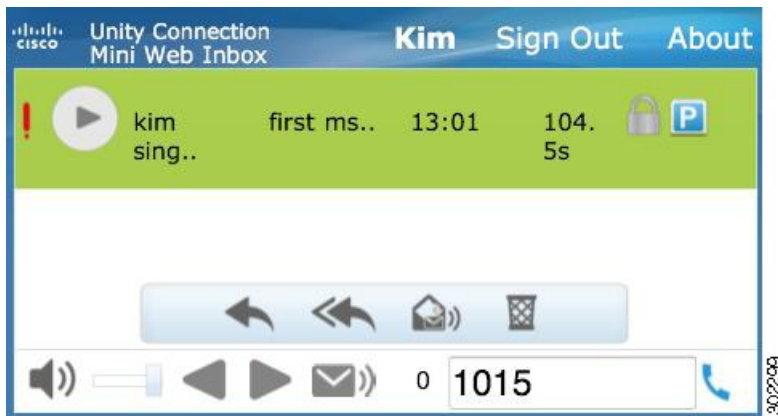 cisco
Unity Connection
Mini Web Inbox
Kim Sign Out About
kim
sing..
first ms.. 13:01 104.
5s
P
0 1015
302299